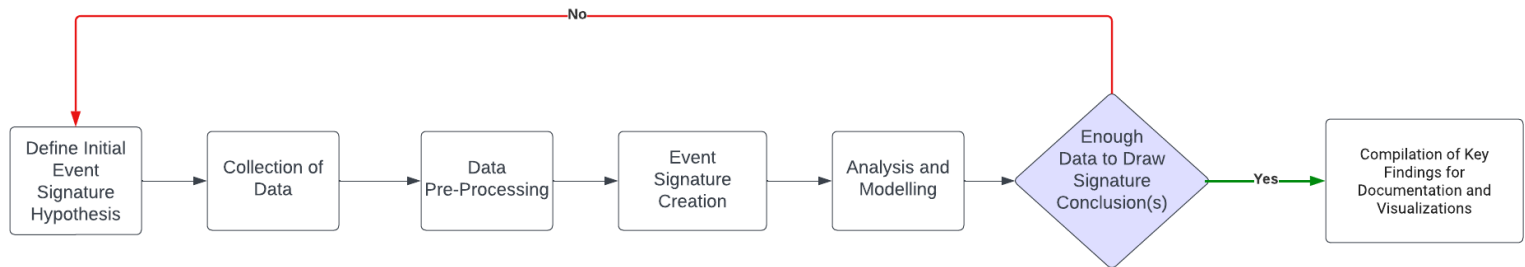 No
Define Initial
Event
Signature
Hypothesis
Collection of
Data
Data
Pre-Processing
Event
Signature
Creation
Analysis and
Modelling
Enough
Data to Draw
Signature
Conclusion(s)
Yes
Compilation of Key
Findings for
Documentation and
Visualizations